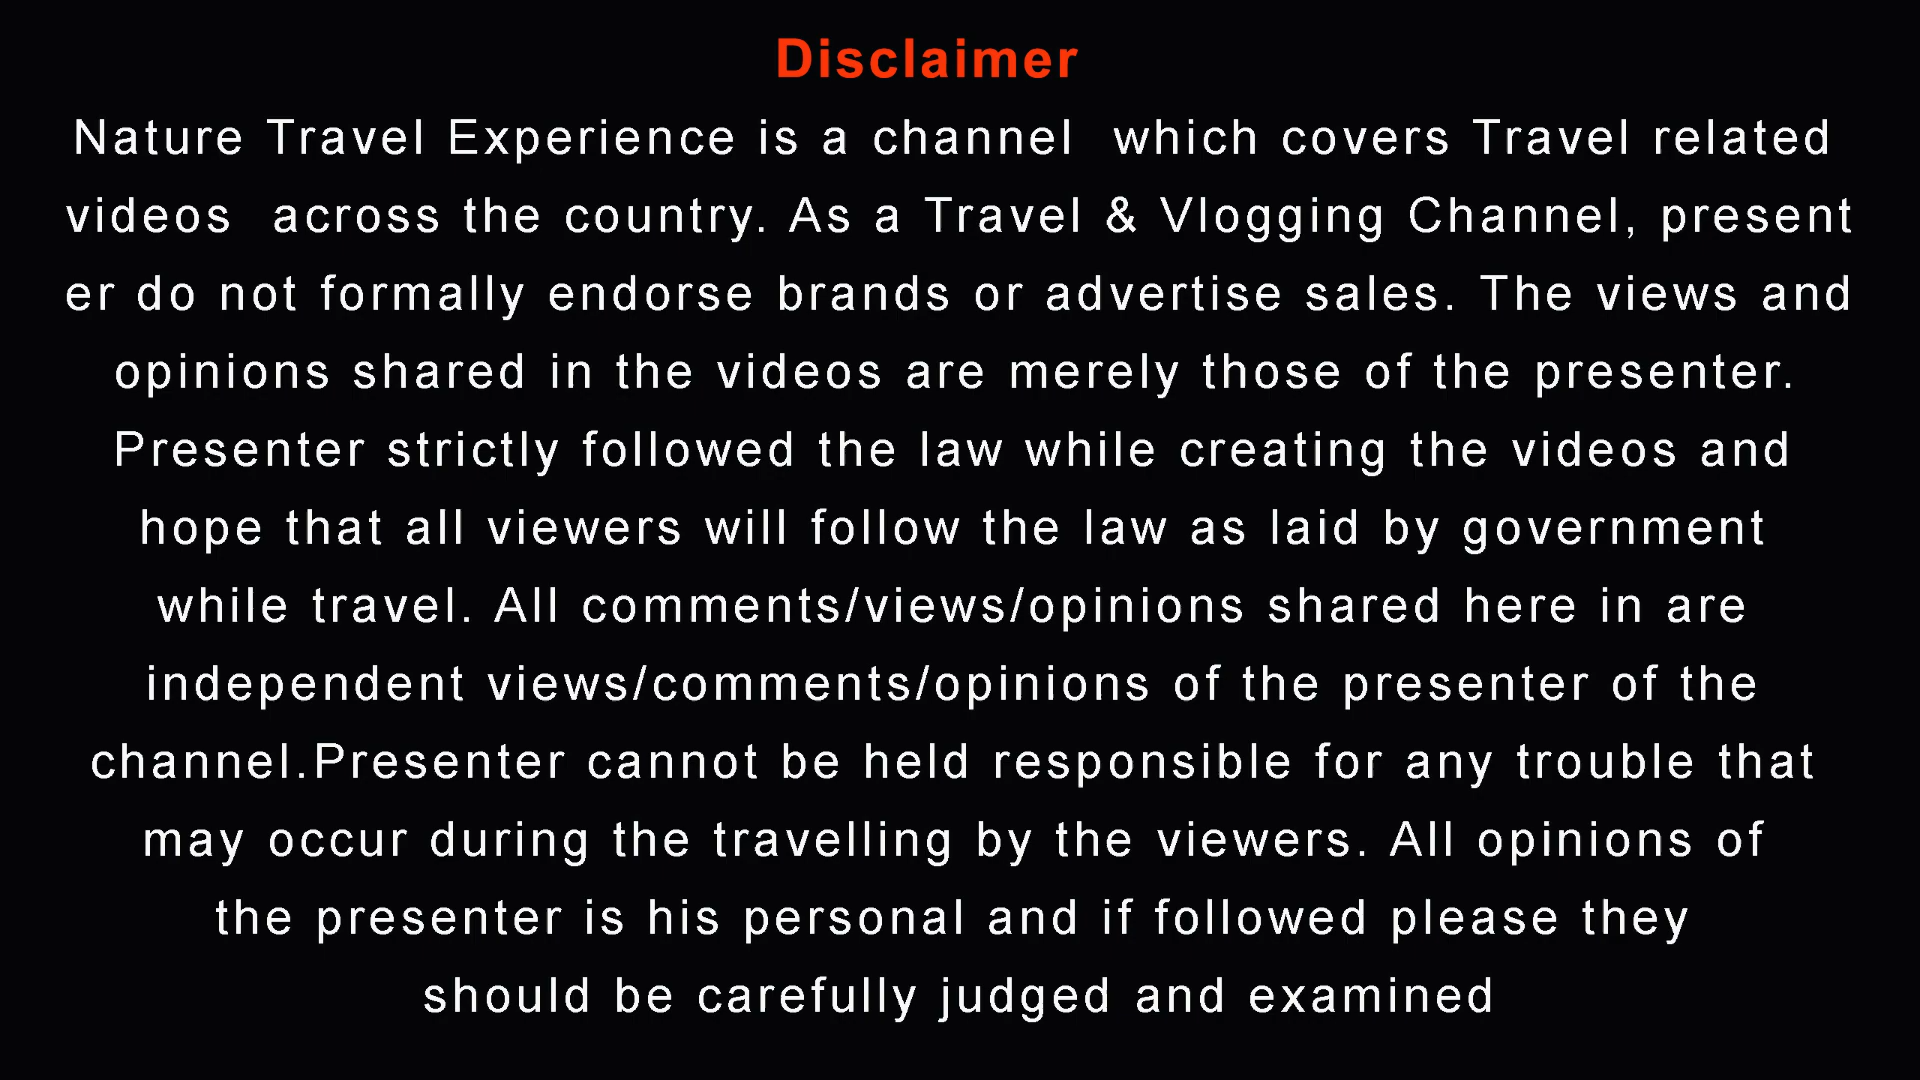 Disclaimer
Nature Travel Experience is a channel  which covers Travel related
videos  across the country. As a Travel & Vlogging Channel, present
er do not formally endorse brands or advertise sales. The views and
opinions shared in the videos are merely those of the presenter.
Presenter strictly followed the law while creating the videos and
hope that all viewers will follow the law as laid by government
while travel. All comments/views/opinions shared here in are
independent views/comments/opinions of the presenter of the
channel.Presenter cannot be held responsible for any trouble that
may occur during the travelling by the viewers. All opinions of
the presenter is his personal and if followed please they
should be carefully judged and examined